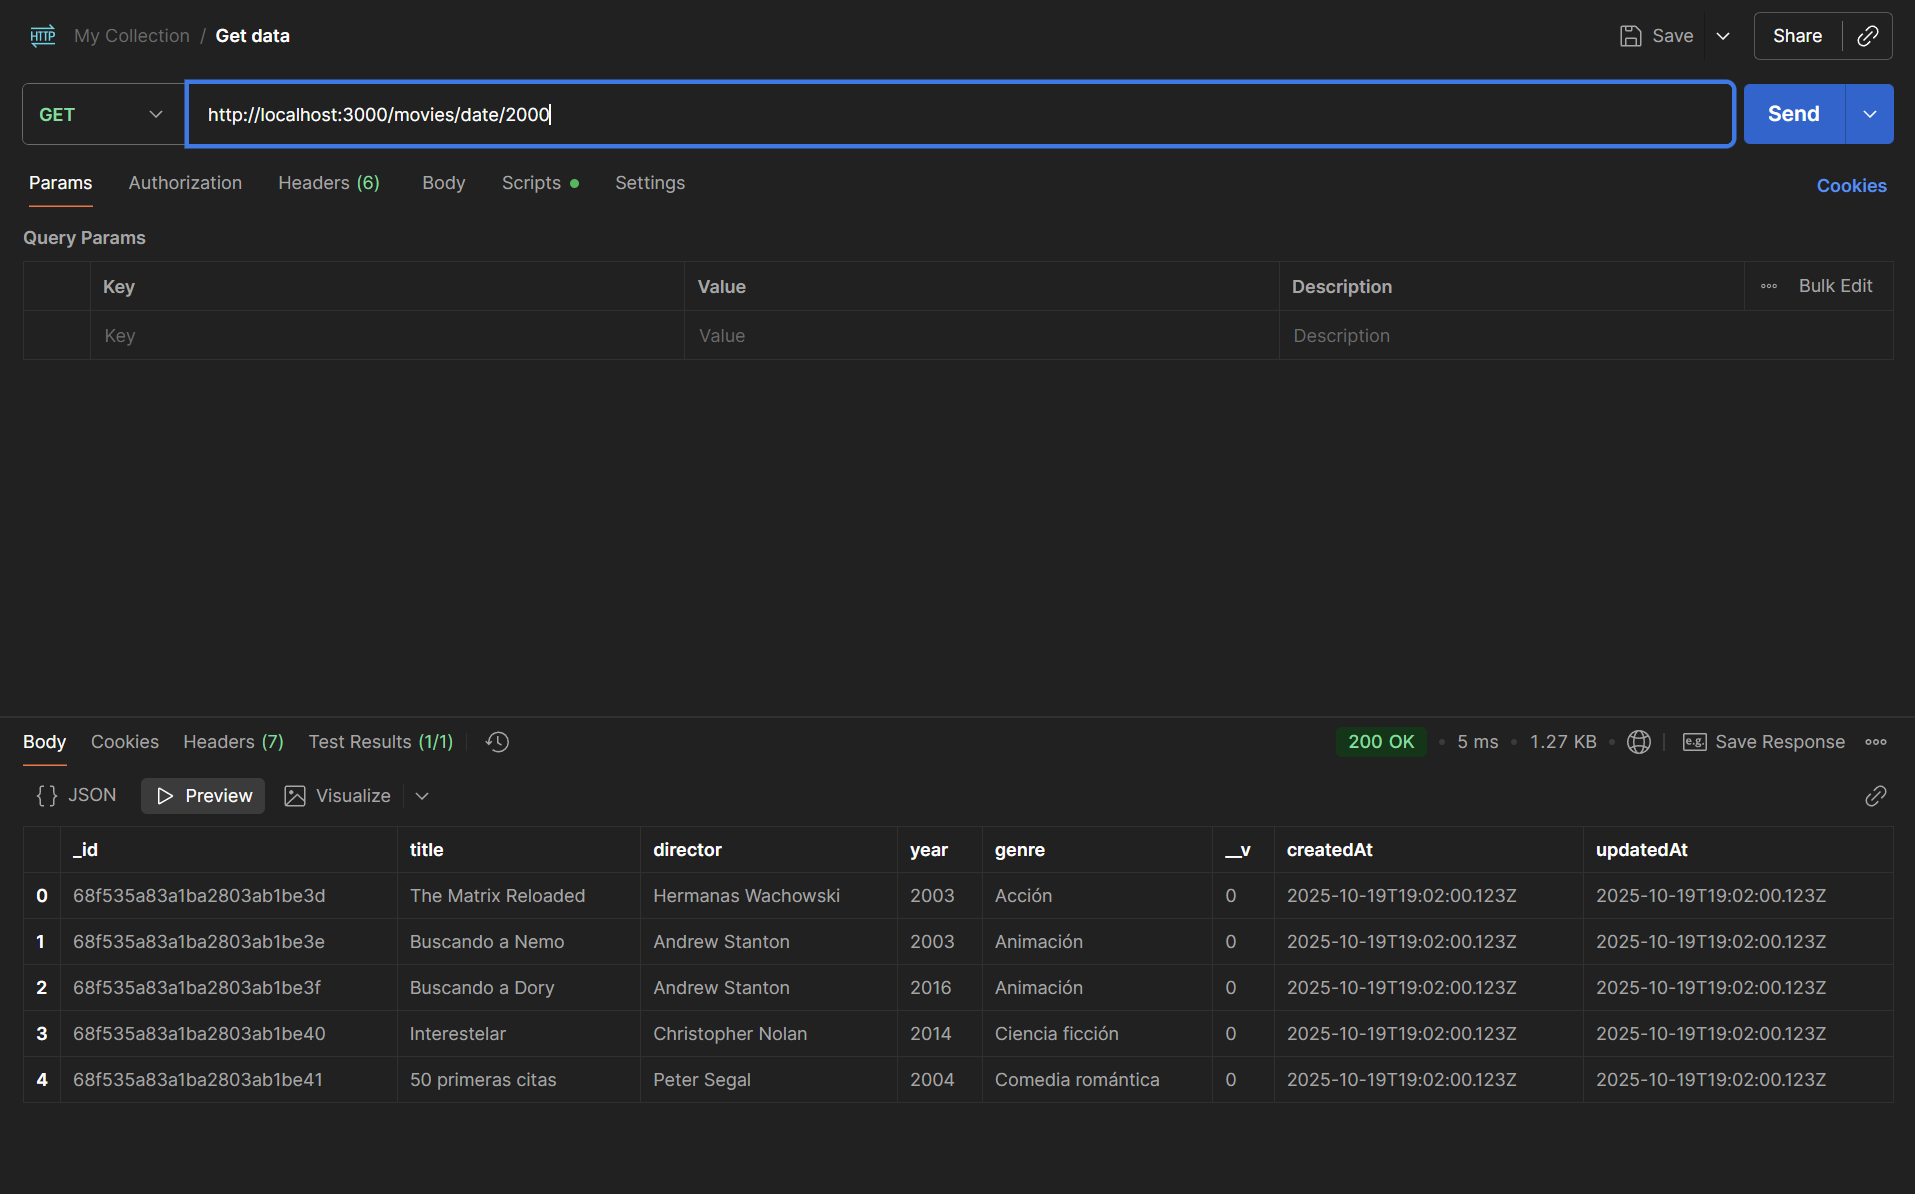 HTTP My Collection / Get data Save Share
GET http://localhost:3000/movies/date/2000 Send
Params Authorization Headers (6) Body Scripts Settings Cookies
Query Params
Key Value Description Bulk Edit
Key Value Description
Body Cookies Headers (7) Test Results (1/1) 200 OK 5 ms 1.27 KB e.g. Save Response
{} JSON Preview Visualize
_id title director year genre __v createdAt updatedAt
0 68f535a83a1ba2803ab1be3d The Matrix Reloaded Hermanas Wachowski 2003 Acción 0 2025-10-19T19:02:00.123Z 2025-10-19T19:02:00.123Z
1 68f535a83a1ba2803ab1be3e Buscando a Nemo Andrew Stanton 2003 Animación 0 2025-10-19T19:02:00.123Z 2025-10-19T19:02:00.123Z
2 68f535a83a1ba2803ab1be3f Buscando a Dory Andrew Stanton 2016 Animación 0 2025-10-19T19:02:00.123Z 2025-10-19T19:02:00.123Z
3 68f535a83a1ba2803ab1be40 Interestelar Christopher Nolan 2014 Ciencia ficción 0 2025-10-19T19:02:00.123Z 2025-10-19T19:02:00.123Z
4 68f535a83a1ba2803ab1be41 50 primeras citas Peter Segal 2004 Comedia romántica 0 2025-10-19T19:02:00.123Z 2025-10-19T19:02:00.123Z